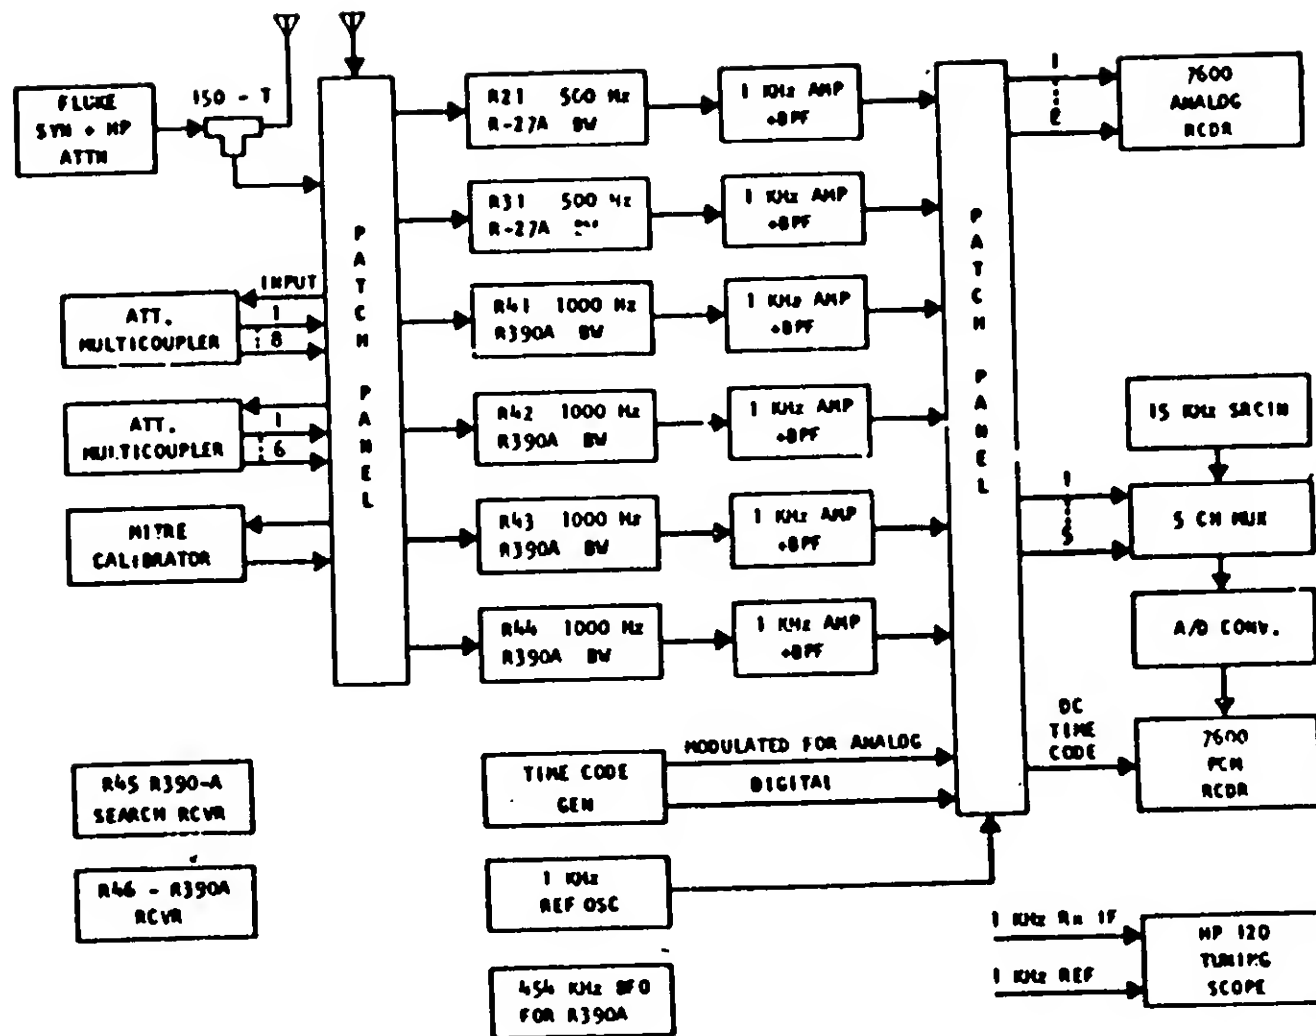 FLUKE
SYN + HP
ATTN
150 - T
INPUT
ATT.
MULTICOUPLER
1
8
ATT.
MULTICOUPLER
1
6
MITRE
CALIBRATOR
R45 R390-A
SEARCH RCVR
R46 - R390A
RCVR
PATCH PANEL
R21 500 Hz
R-27A BW
R31 500 Hz
R-27A
R41 1000 Hz
R390A BW
R42 1000 Hz
R390A BW
R43 1000 Hz
R390A BW
R44 1000 Hz
R390A BW
1 KHz AMP
+BPF
1 KHz AMP
+BPF
1 KHz AMP
+BPF
1 KHz AMP
+BPF
1 KHz AMP
+BPF
1 KHz AMP
+BPF
TIME CODE
GEN
MODULATED FOR ANALOG
DIGITAL
1 KHz
REF OSC
454 KHz BFO
FOR R390A
PATCH PANEL
1
7600
ANALOG
RCDR
15 KHz
1
5
5 CH MUX
A/D CONV.
DC
TIME
CODE
7600
PCM
RCDR
1 KHz Rx IF
1 KHz REF
HP 120
TUNING
SCOPE